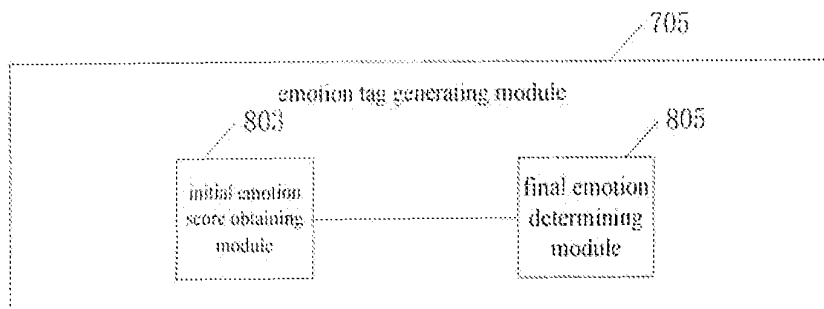 705
emotion tag generating module
803
805
initial emotion
score obtaining
module
final emotion
determining
module